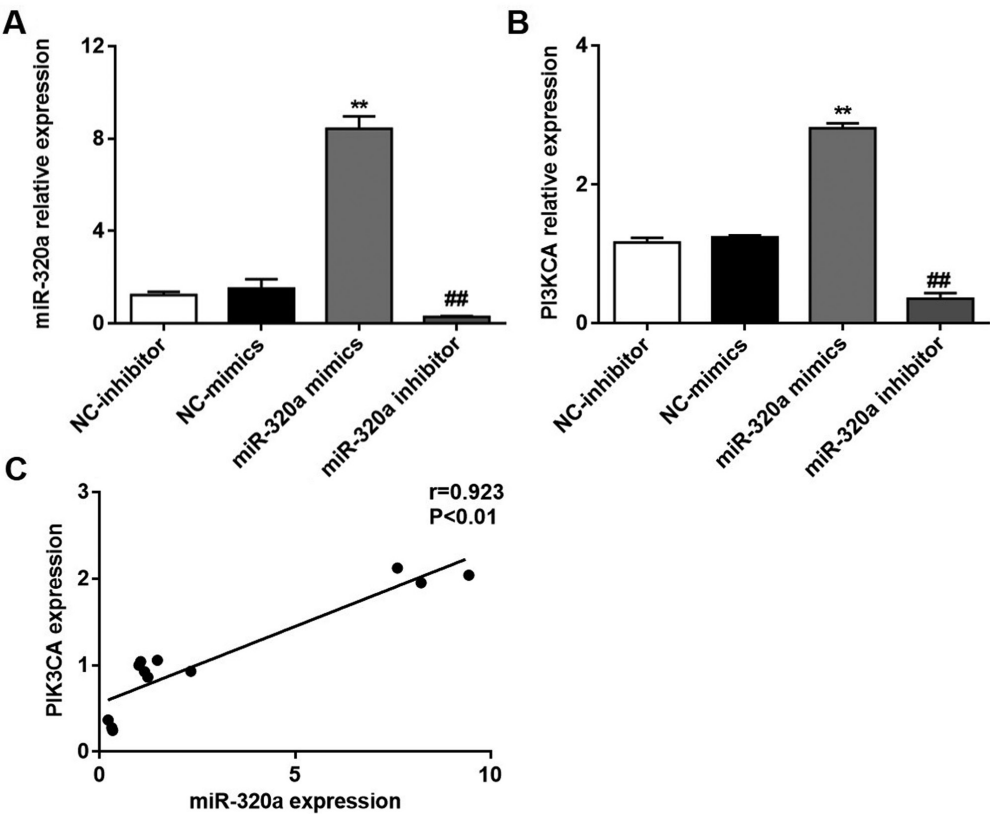 A
miR-320a relative expression
12
8
4
0
**
##
NC-inhibitor
NC-mimics
miR-320a mimics
miR-320a inhibitor
B
PI3KCA relative expression
4
2
0
**
##
NC-inhibitor
NC-mimics
miR-320a mimics
miR-320a inhibitor
C
PIK3CA expression
3
2
1
0
r=0.923
P<0.01
0
5
10
miR-320a expression